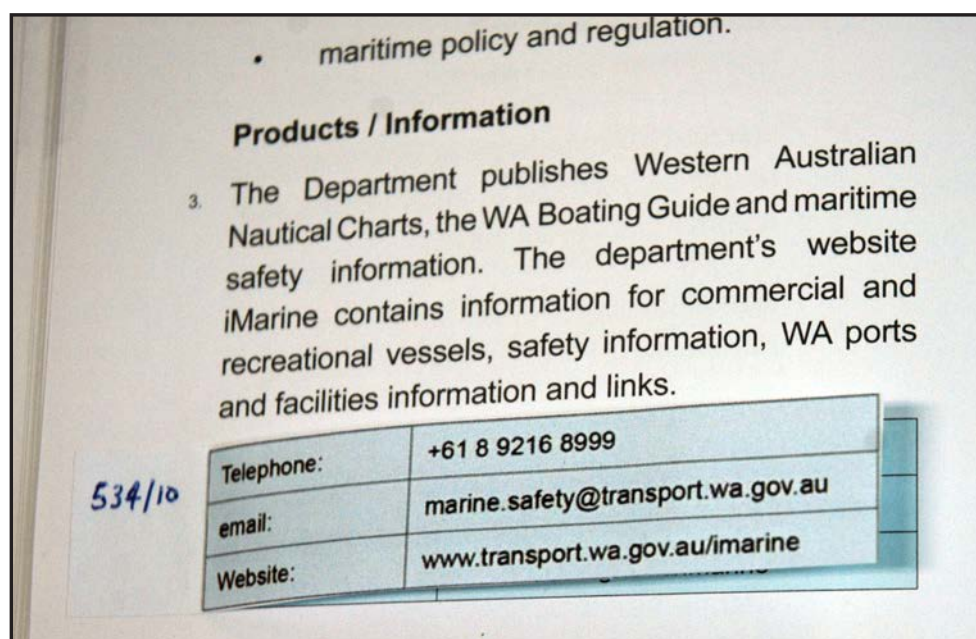 • maritime policy and regulation.
Products / Information
3. The Department publishes Western Australian
Nautical Charts, the WA Boating Guide and maritime
safety information. The department's website
iMarine contains information for commercial and
recreational vessels, safety information, WA ports
and facilities information and links.
Telephone: +61 8 9216 8999
534/10
email: marine.safety@transport.wa.gov.au
Website: www.transport.wa.gov.au/imarine